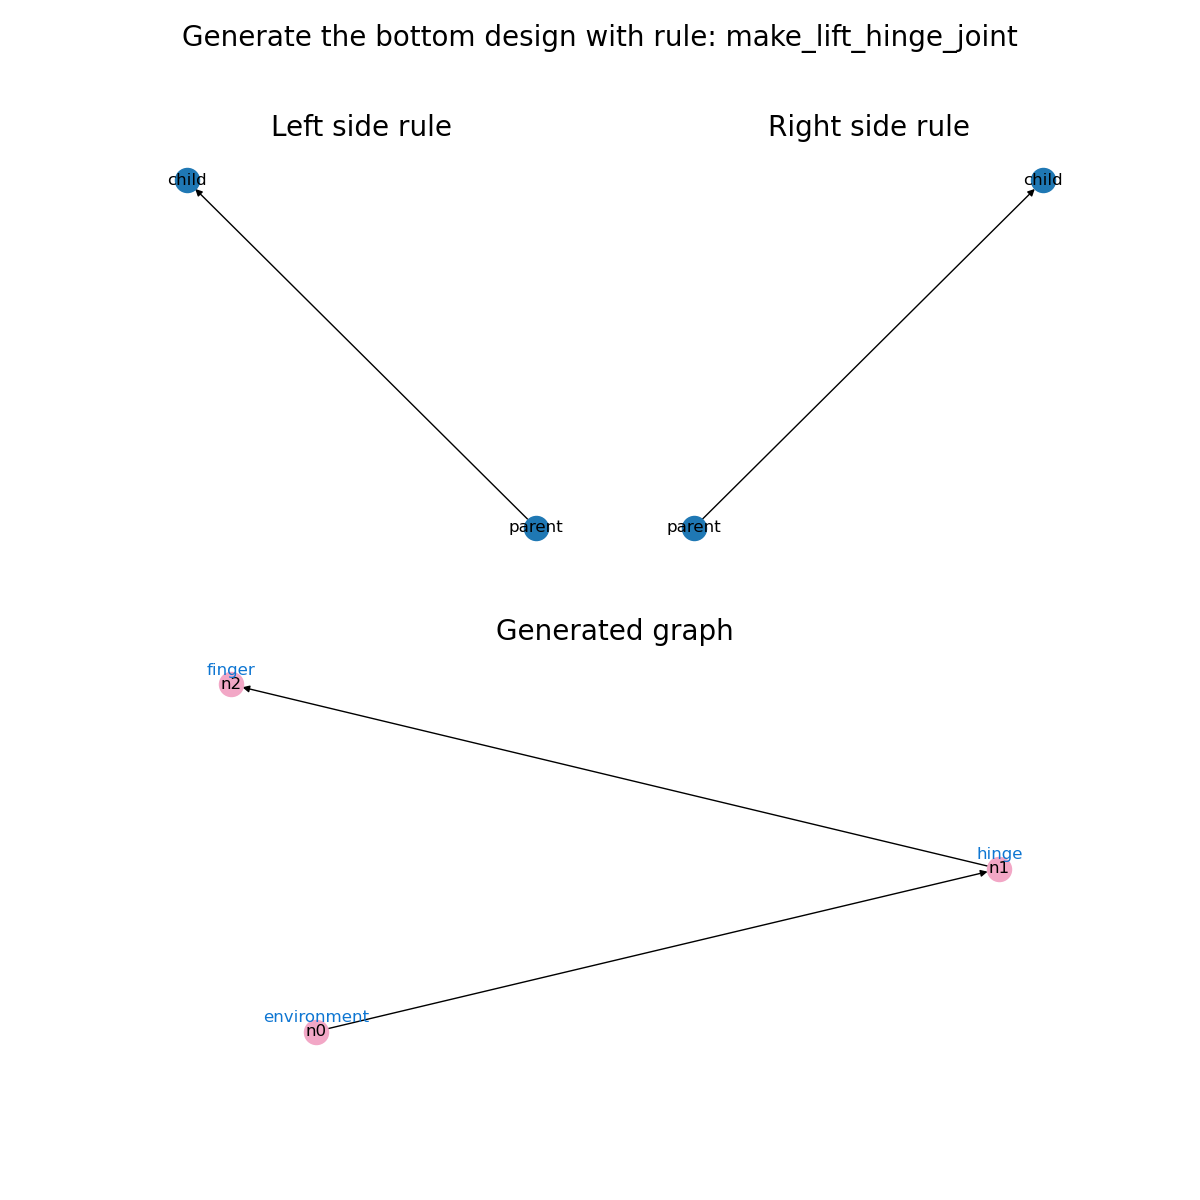 Generate the bottom design with rule: make_lift_hinge_joint
Left side rule
Right side rule
child
child
parent
parent
Generated graph
finger
n2
hinge
n1
environment
n0